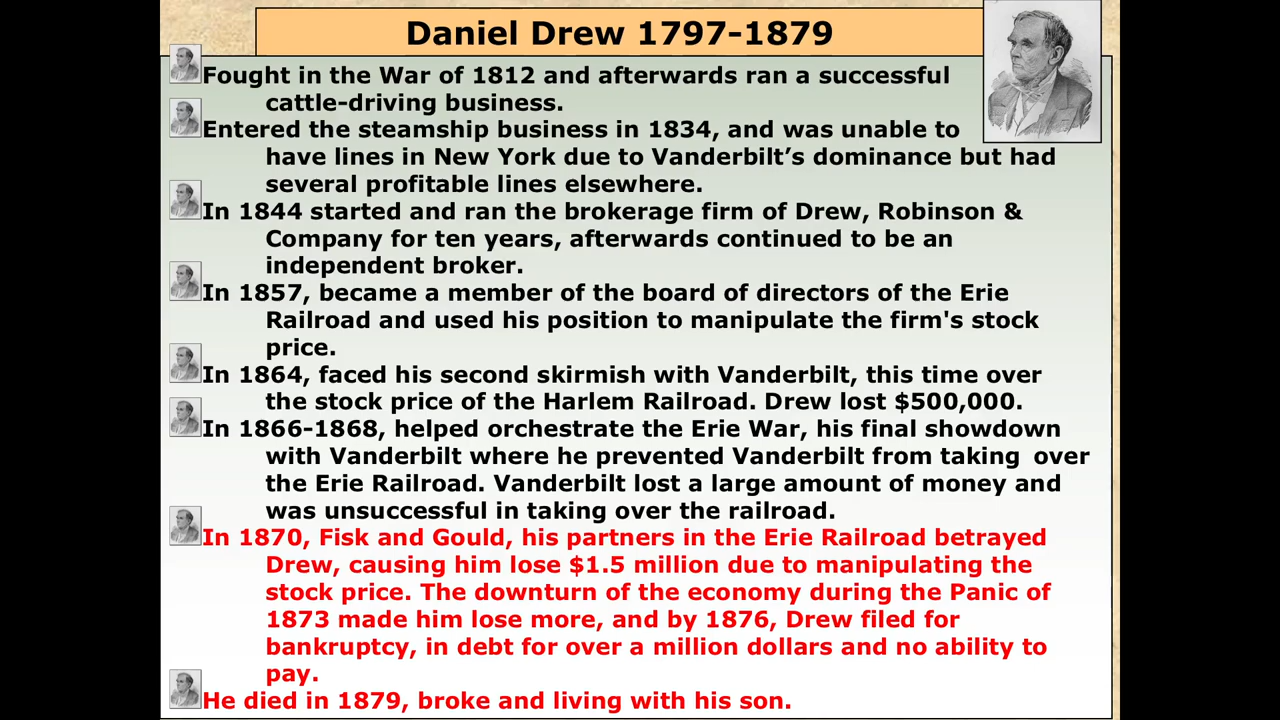 Daniel Drew 1797-1879
Fought in the War of 1812 and afterwards ran a successful
cattle-driving business.
Entered the steamship business in 1834, and was unable to
have lines in New York due to Vanderbilt’s dominance but had
several profitable lines elsewhere.
In 1844 started and ran the brokerage firm of Drew, Robinson &
Company for ten years, afterwards continued to be an
independent broker.
In 1857, became a member of the board of directors of the Erie
Railroad and used his position to manipulate the firm's stock
price.
In 1864, faced his second skirmish with Vanderbilt, this time over
the stock price of the Harlem Railroad. Drew lost $500,000.
In 1866-1868, helped orchestrate the Erie War, his final showdown
with Vanderbilt where he prevented Vanderbilt from taking over
the Erie Railroad. Vanderbilt lost a large amount of money and
was unsuccessful in taking over the railroad.
In 1870, Fisk and Gould, his partners in the Erie Railroad betrayed
Drew, causing him lose $1.5 million due to manipulating the
stock price. The downturn of the economy during the Panic of
1873 made him lose more, and by 1876, Drew filed for
bankruptcy, in debt for over a million dollars and no ability to
pay.
He died in 1879, broke and living with his son.